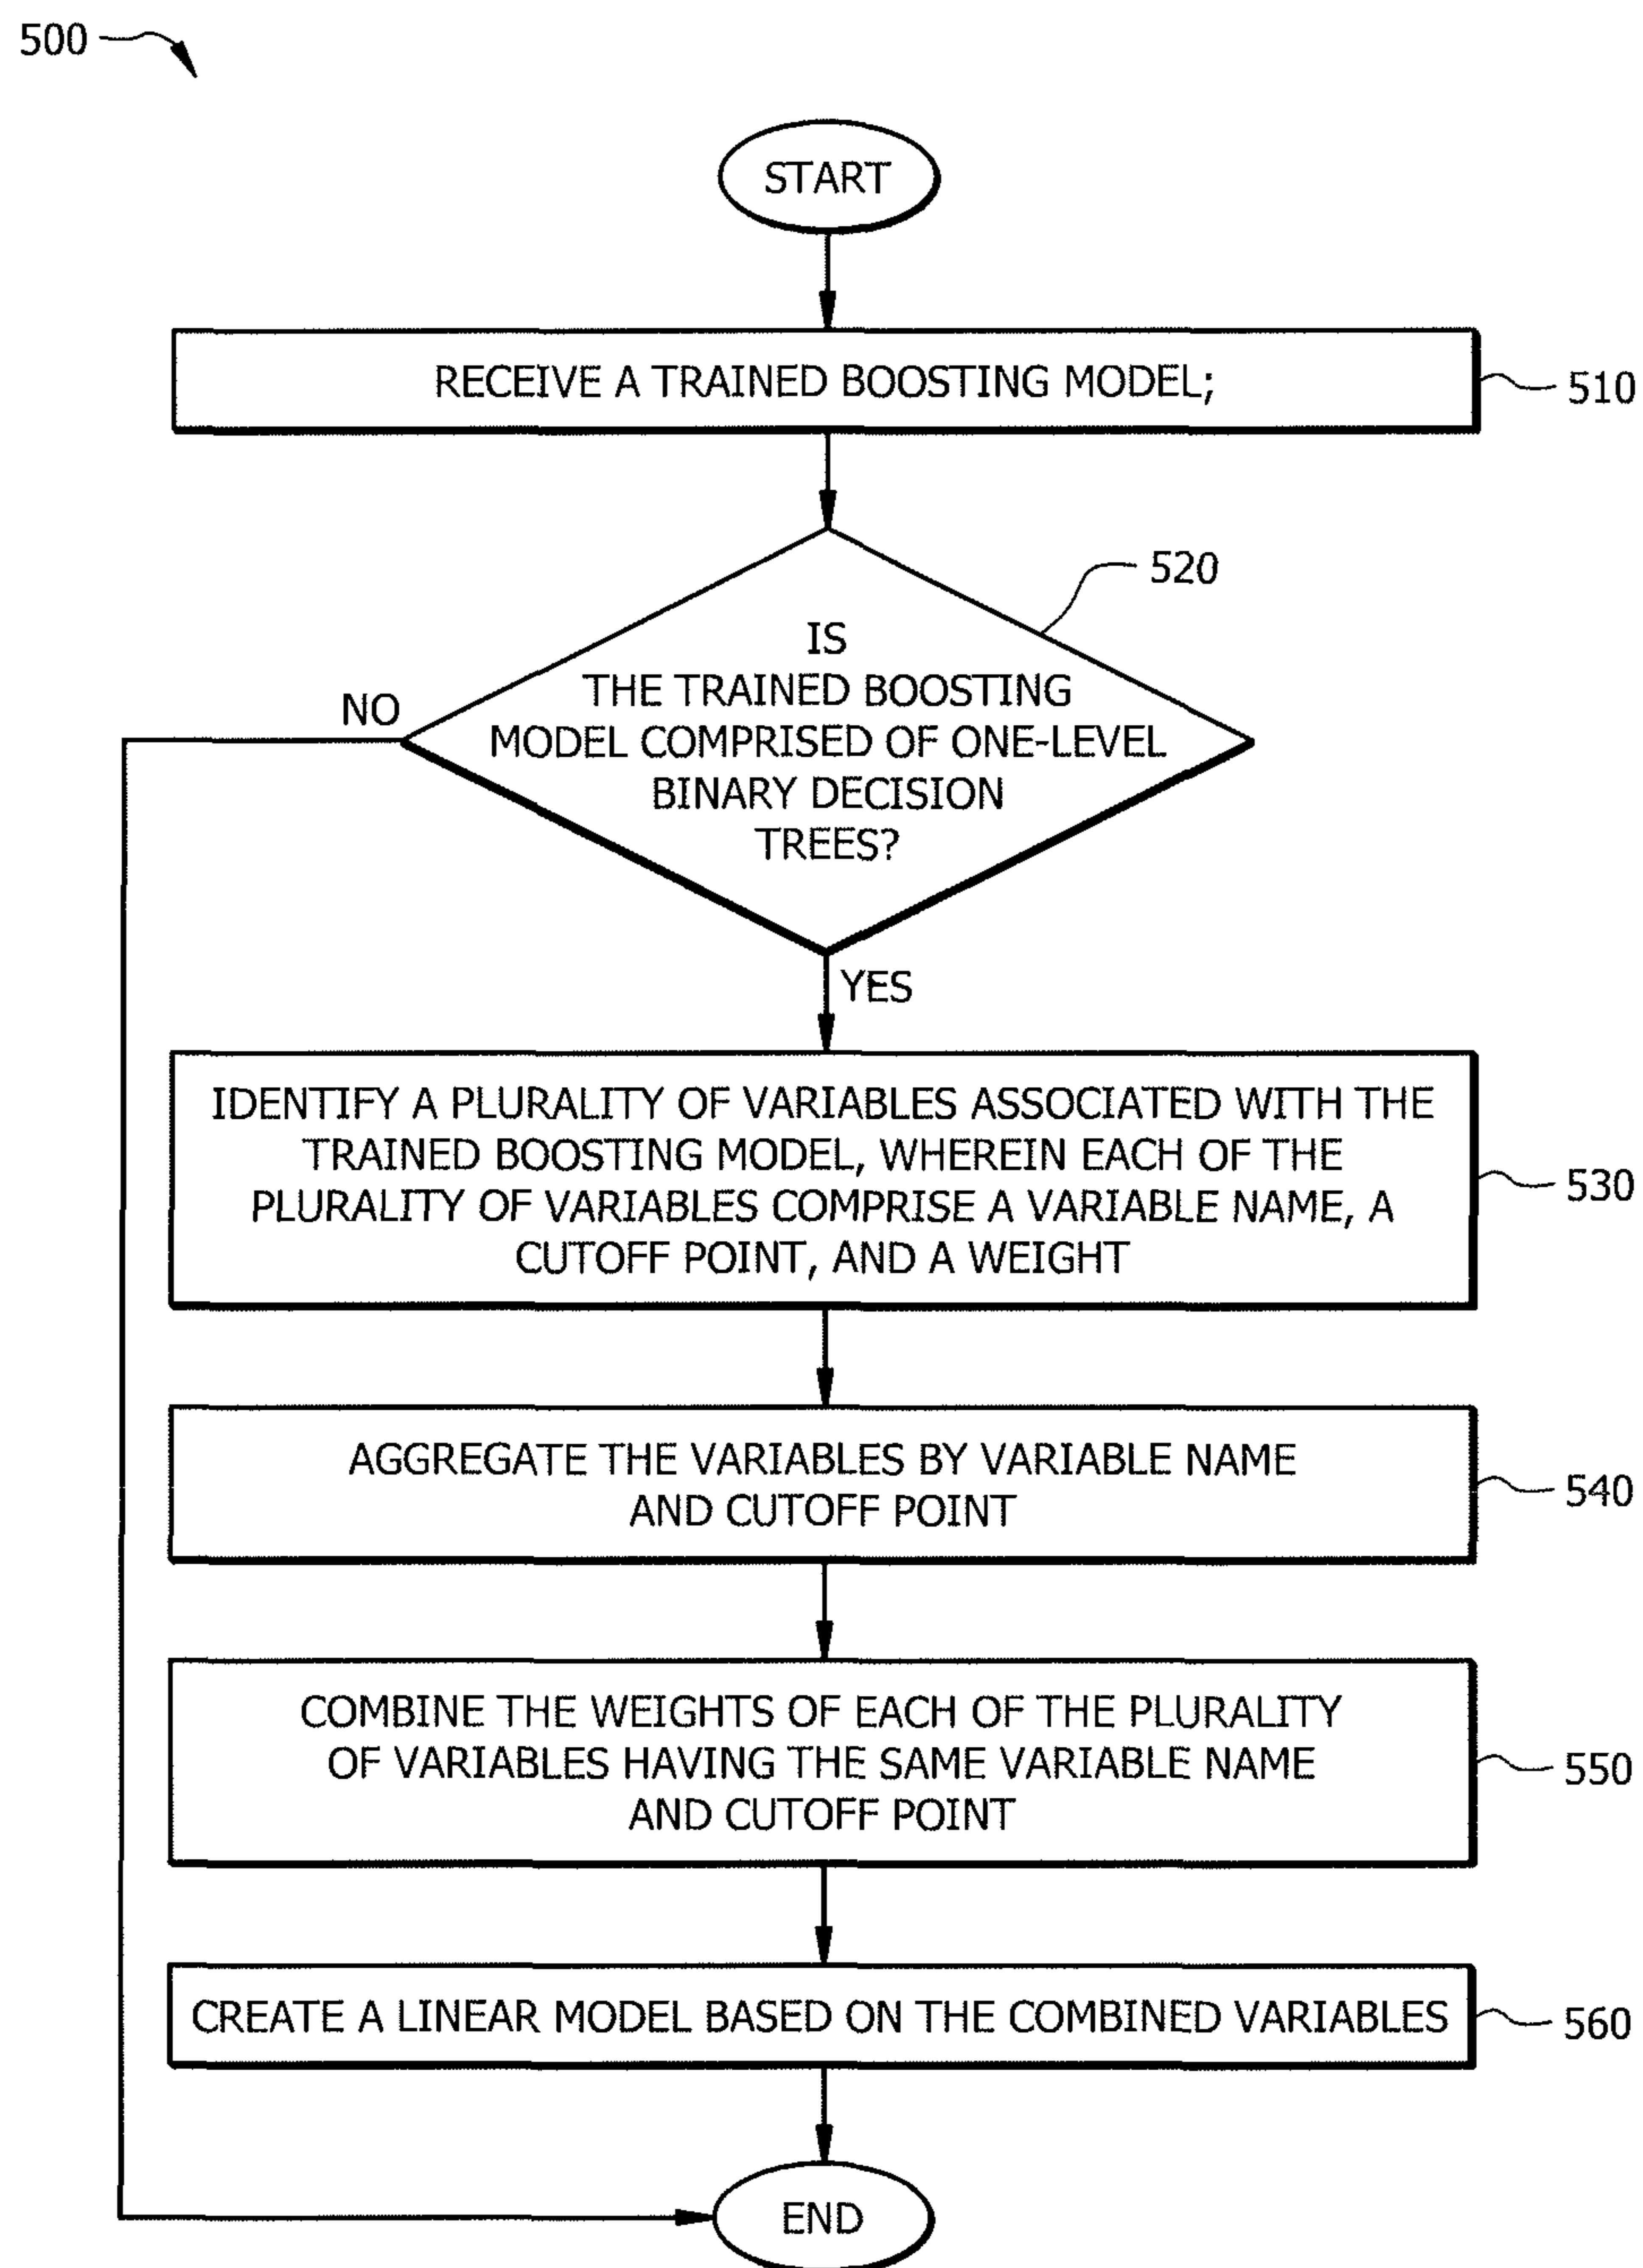 500
START
RECEIVE A TRAINED BOOSTING MODEL;
510
520
IS
THE TRAINED BOOSTING
MODEL COMPRISED OF ONE-LEVEL
BINARY DECISION
TREES?
NO
YES
IDENTIFY A PLURALITY OF VARIABLES ASSOCIATED WITH THE
TRAINED BOOSTING MODEL, WHEREIN EACH OF THE
PLURALITY OF VARIABLES COMPRISE A VARIABLE NAME, A
CUTOFF POINT, AND A WEIGHT
530
AGGREGATE THE VARIABLES BY VARIABLE NAME
AND CUTOFF POINT
540
COMBINE THE WEIGHTS OF EACH OF THE PLURALITY
OF VARIABLES HAVING THE SAME VARIABLE NAME
AND CUTOFF POINT
550
CREATE A LINEAR MODEL BASED ON THE COMBINED VARIABLES
560
END